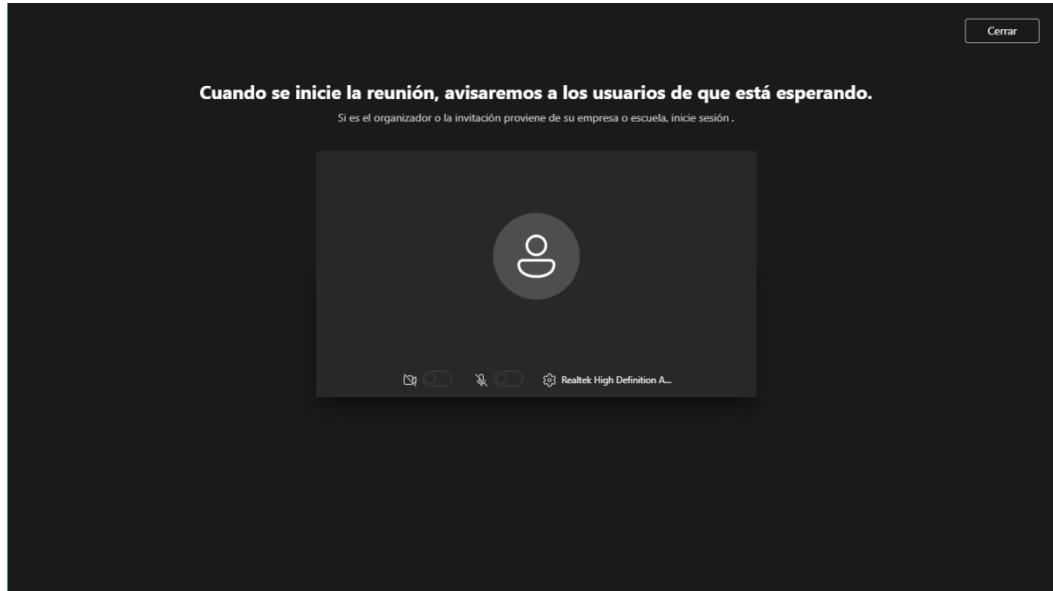 Cerrar
Cuando se inicie la reunión, avisaremos a los usuarios de que está esperando.
Si es el organizador o la invitación proviene de su empresa o escuela, inicie sesión .
Realtek High Definition A...